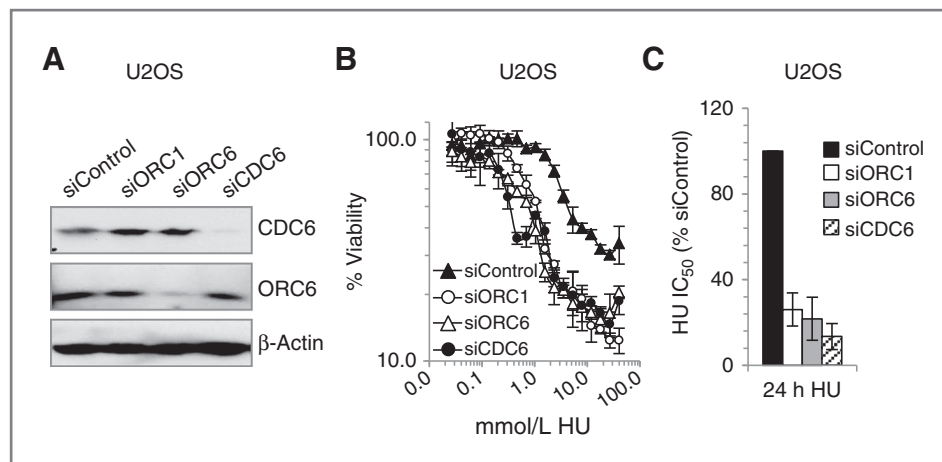 A
U2OS
siControl
siORC1
siORC6
siCDC6
CDC6
ORC6
β-Actin
B
U2OS
% Viability
100.0
10.0
siControl
siORC1
siORC6
siCDC6
0.0
0.1
1.0
10.0
100.0
mmol/L HU
C
U2OS
HU IC50 (% siControl)
120
80
40
0
siControl
siORC1
siORC6
siCDC6
24 h HU